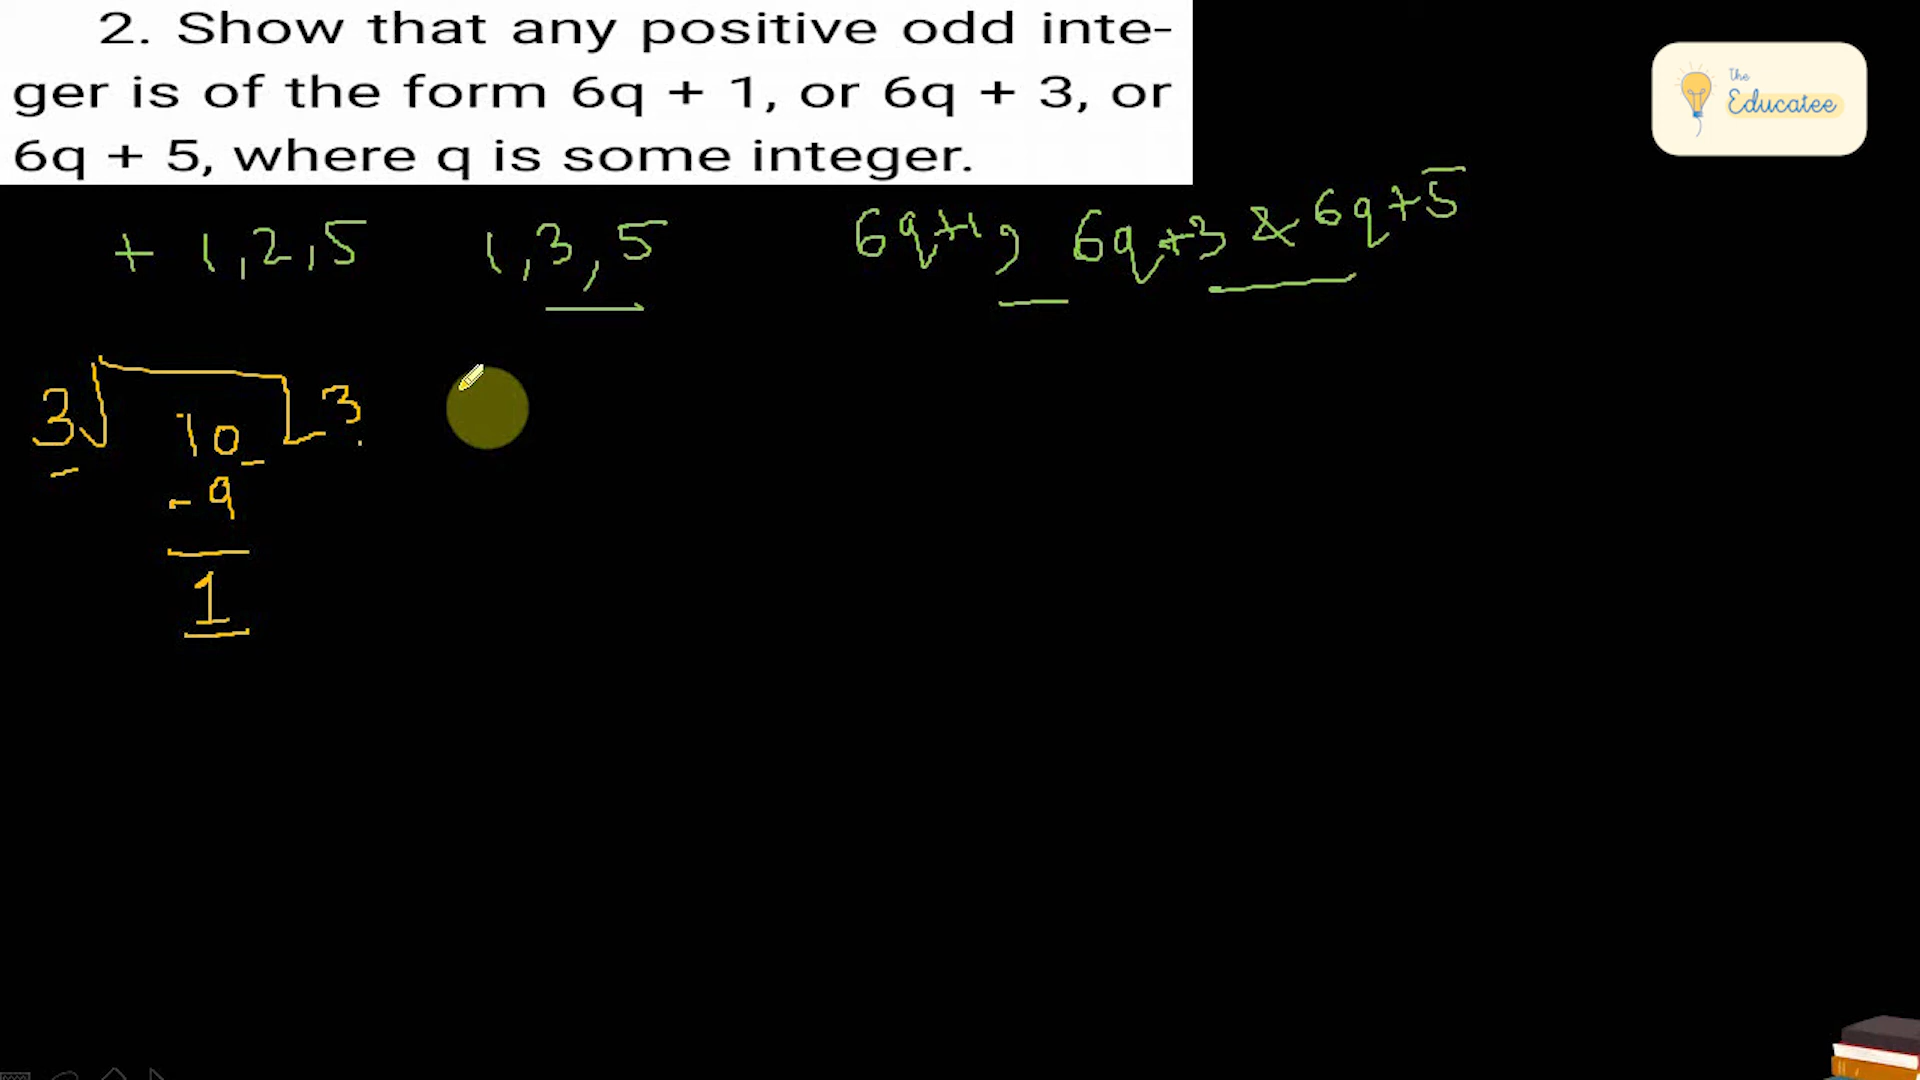 2. Show that any positive odd inte-
ger is of the form 6q + 1, or 6q + 3, or
6q + 5, where q is some integer.
The
Educatee
+ 1,2,5 1,3,5 6q+1, 6q+3 & 6q+5
3 10 3
- 9
1